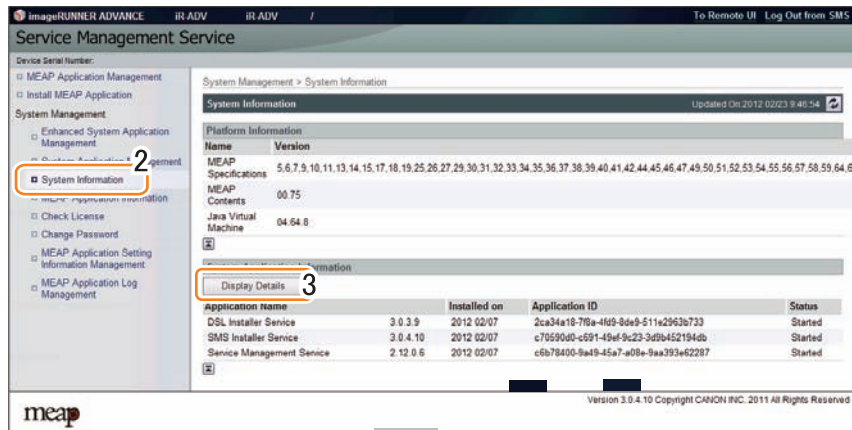 imageRUNNER ADVANCE iR-ADV iR-ADV / To Remote UI Log Out from SMS
Service Management Service
Device Serial Number:
MEAP Application Management
Install MEAP Application
System Management
Enhanced System Application
Management
2
System Information
MEAP Application Information
Check License
Change Password
MEAP Application Setting
Information Management
MEAP Application Log
Management
System Management > System Information
System Information Updated On:2012 02/23 9:46:54
Platform Information
Name Version
MEAP
Specifications 5,6,7,9,10,11,13,14,15,17,18,19,25,26,27,29,30,31,32,33,34,35,36,37,38,39,40,41,42,44,45,46,47,49,50,51,52,53,54,55,56,57,58,59,64,6
MEAP
Contents 00.75
Java Virtual
Machine 04.64.8
Display Details 3
Application Name Installed on Application ID Status
DSL Installer Service 3.0.3.9 2012 02/07 2ca34a18-7f8a-4fd9-8de9-511e2963b733 Started
SMS Installer Service 3.0.4.10 2012 02/07 c70590d0-c691-49ef-9c23-3d9b452194db Started
Service Management Service 2.12.0.6 2012 02/07 c6b78400-9a49-45a7-a08e-9aa393e62287 Started
Version 3.0.4.10 Copyright CANON INC. 2011 All Rights Reserved
meap